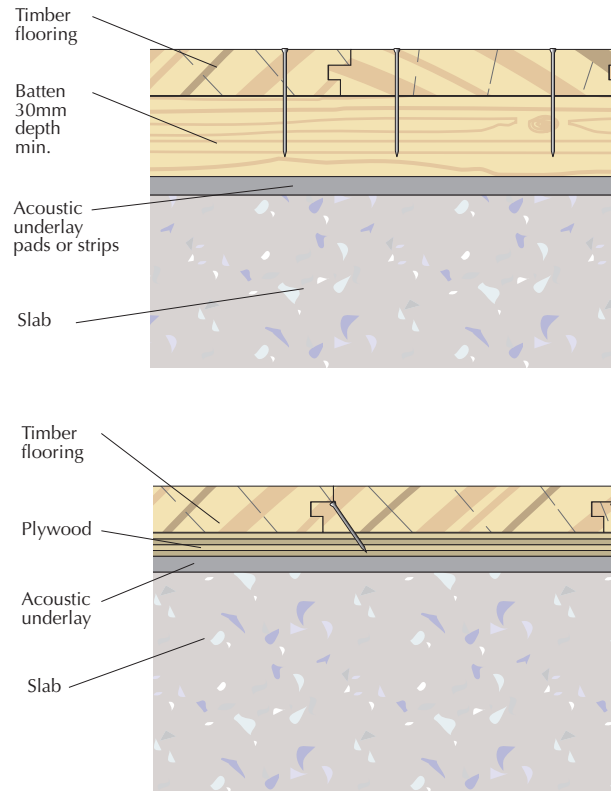 Timber
flooring
Batten
30mm
depth
min.
Acoustic
underlay
pads or strips
Slab
Timber
flooring
Plywood
Acoustic
underlay
Slab